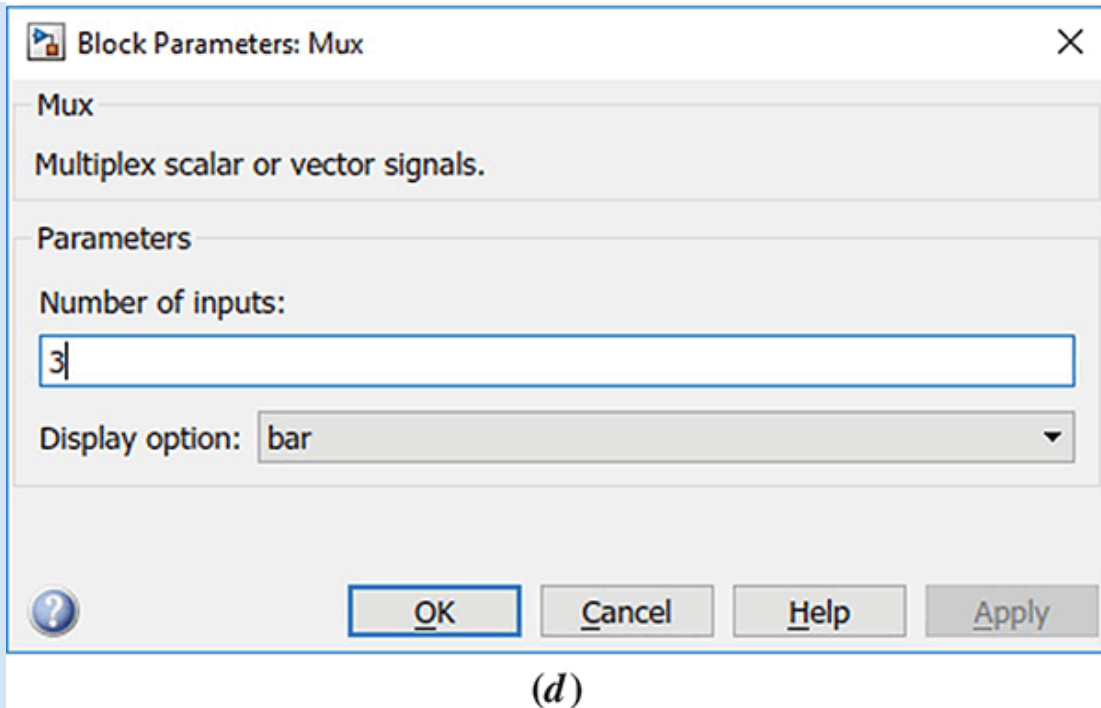 Block Parameters: Mux
Mux
Multiplex scalar or vector signals.
Parameters
Number of inputs:
3
Display option: bar
OK Cancel Help Apply
(d)